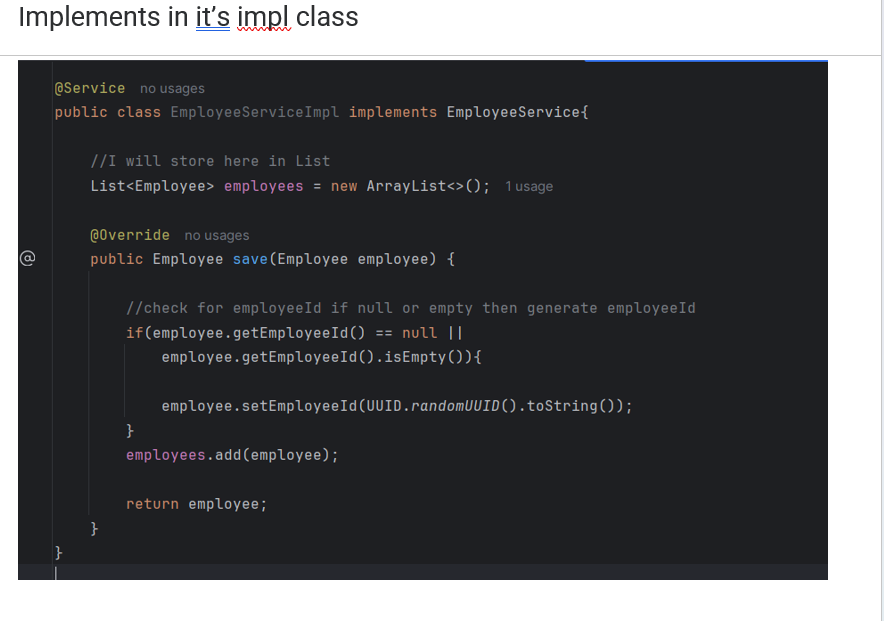 Implements in it's impl class
@Service no usages
public class EmployeeServiceImpl implements EmployeeService{
//I will store here in List
List<Employee> employees = new ArrayList<>(); 1 usage
@Override no usages
@ public Employee save(Employee employee) {
//check for employeeId if null or empty then generate employeeId
if(employee.getEmployeeId() == null ||
employee.getEmployeeId().isEmpty()){
employee.setEmployeeId(UUID.randomUUID().toString());
}
employees.add(employee);
return employee;
}
}